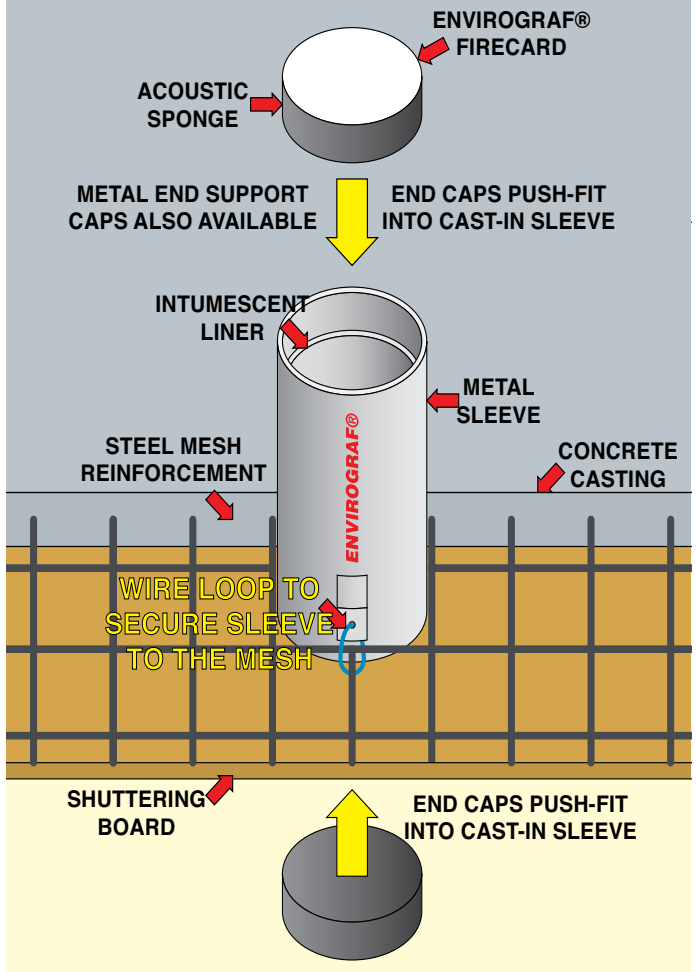 ENVIROGRAF®
FIRECARD
ACOUSTIC
SPONGE
METAL END SUPPORT
CAPS ALSO AVAILABLE
END CAPS PUSH-FIT
INTO CAST-IN SLEEVE
INTUMESCENT
LINER
METAL
SLEEVE
ENVIROGRAF®
STEEL MESH
REINFORCEMENT
CONCRETE
CASTING
WIRE LOOP TO
SECURE SLEEVE
TO THE MESH
SHUTTERING
BOARD
END CAPS PUSH-FIT
INTO CAST-IN SLEEVE